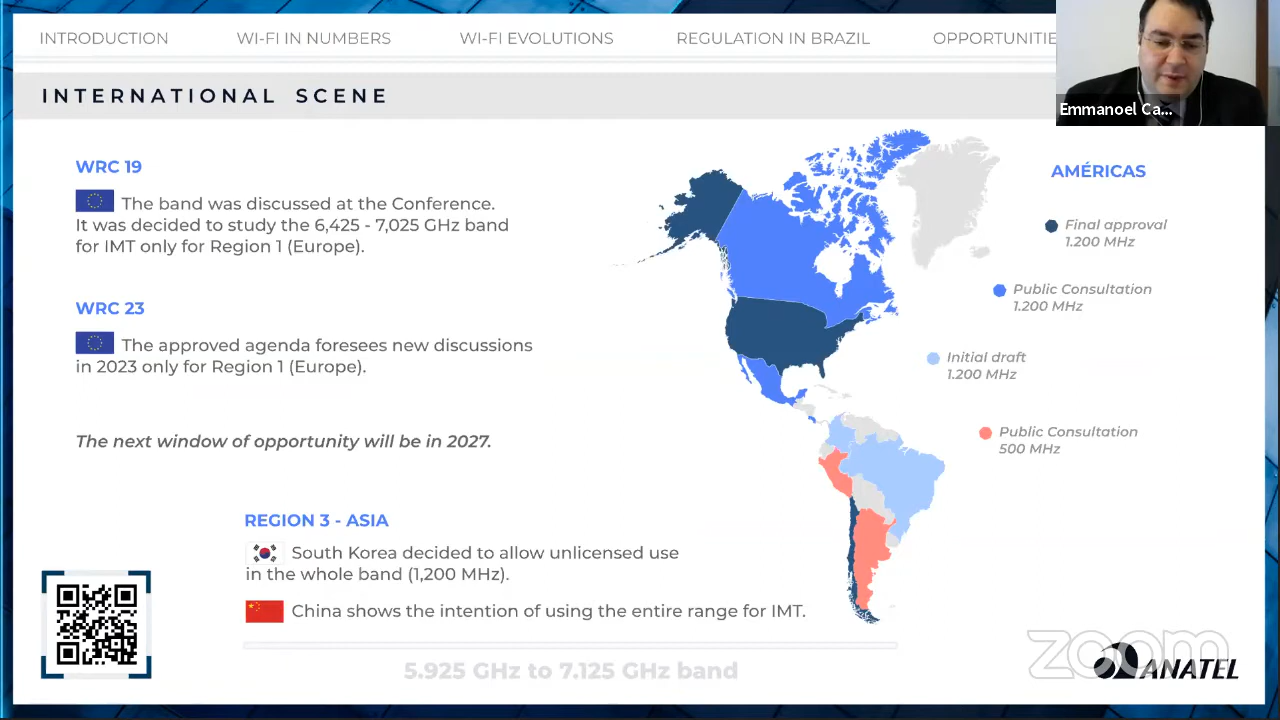 INTRODUCTION
WI-FI IN NUMBERS
WI-FI EVOLUTIONS
REGULATION IN BRAZIL
OPPORTUNITIE
Emmanoel Ca...
INTERNATIONAL SCENE
WRC 19
The band was discussed at the Conference.
It was decided to study the 6,425 - 7,025 GHz band
for IMT only for Region 1 (Europe).
WRC 23
The approved agenda foresees new discussions
in 2023 only for Region 1 (Europe).
The next window of opportunity will be in 2027.
REGION 3 - ASIA
South Korea decided to allow unlicensed use
in the whole band (1,200 MHz).
China shows the intention of using the entire range for IMT.
5.925 GHz to 7.125 GHz band
AMÉRICAS
Final approval
1.200 MHz
Public Consultation
1.200 MHz
Initial draft
1.200 MHz
Public Consultation
500 MHz
zoom
ANATEL